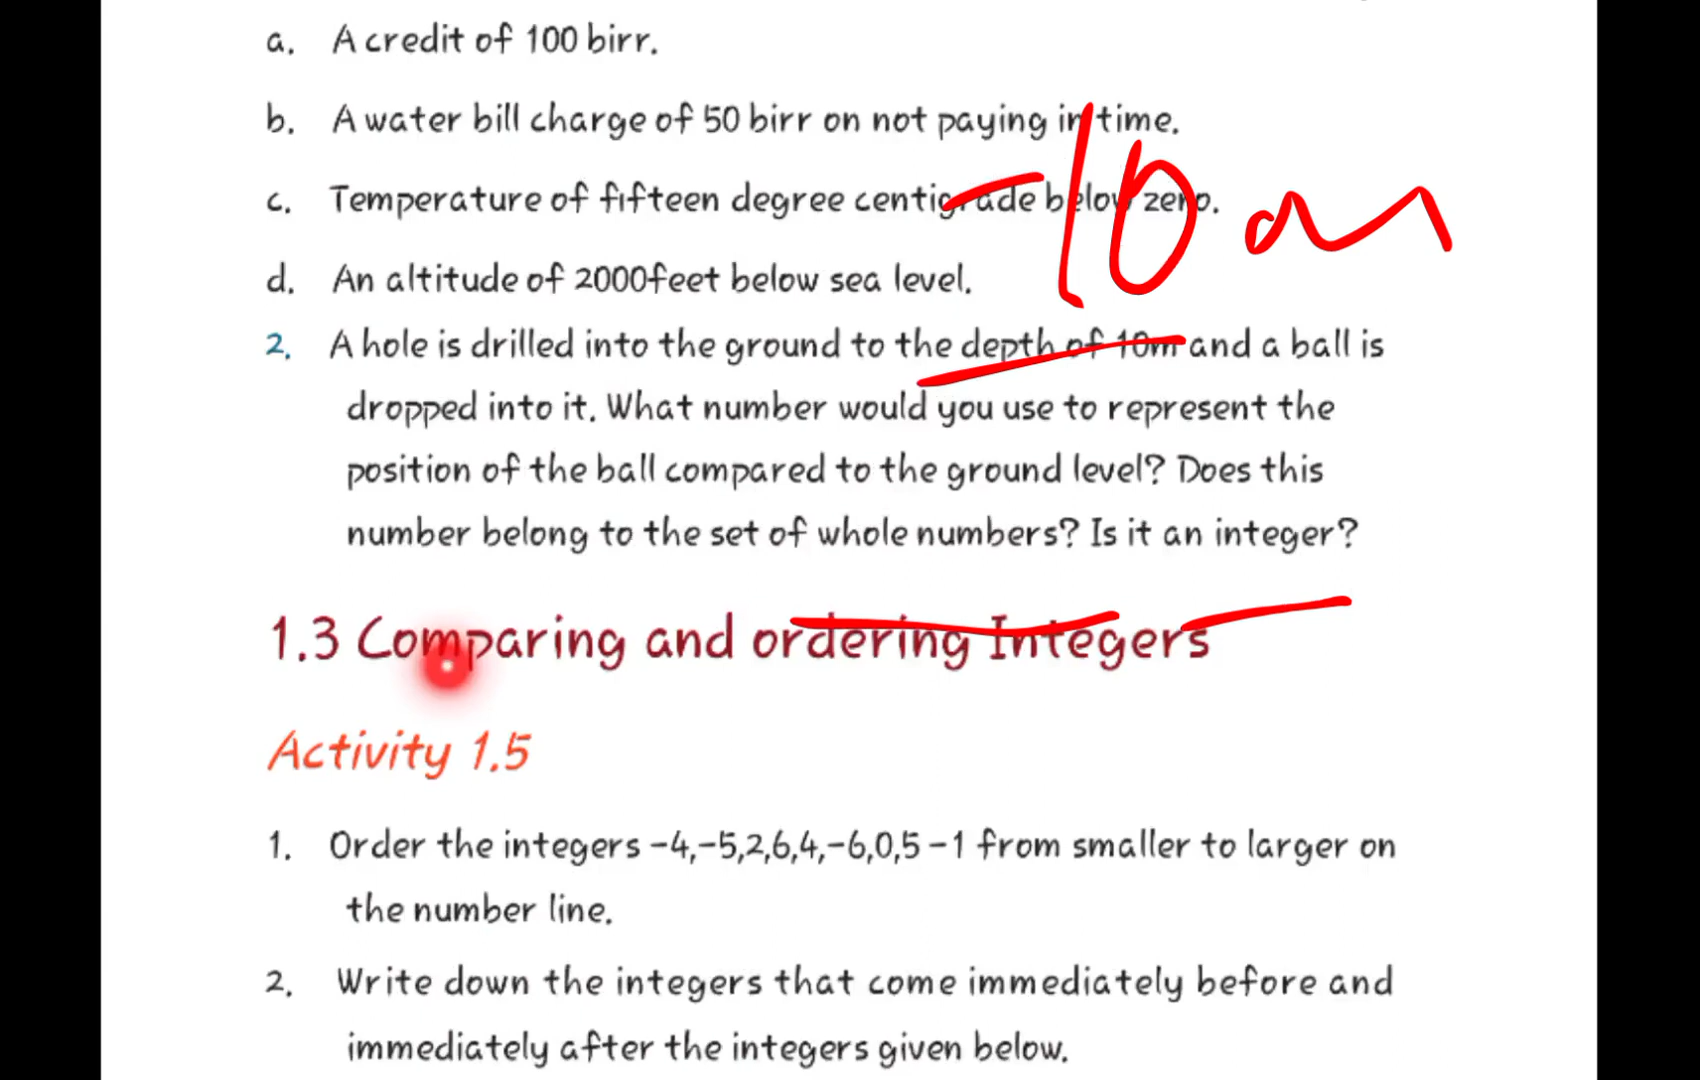 a. A credit of 100 birr.
b. A water bill charge of 50 birr on not paying in time.
c. Temperature of fifteen degree centigrade below zero.
-10 m
d. An altitude of 2000feet below sea level.
2. A hole is drilled into the ground to the depth of 10m and a ball is
dropped into it. What number would you use to represent the
position of the ball compared to the ground level? Does this
number belong to the set of whole numbers? Is it an integer?
1.3 Comparing and ordering Integers
Activity 1.5
1. Order the integers -4,-5,2,6,4,-6,0,5 -1 from smaller to larger on
the number line.
2. Write down the integers that come immediately before and
immediately after the integers given below.